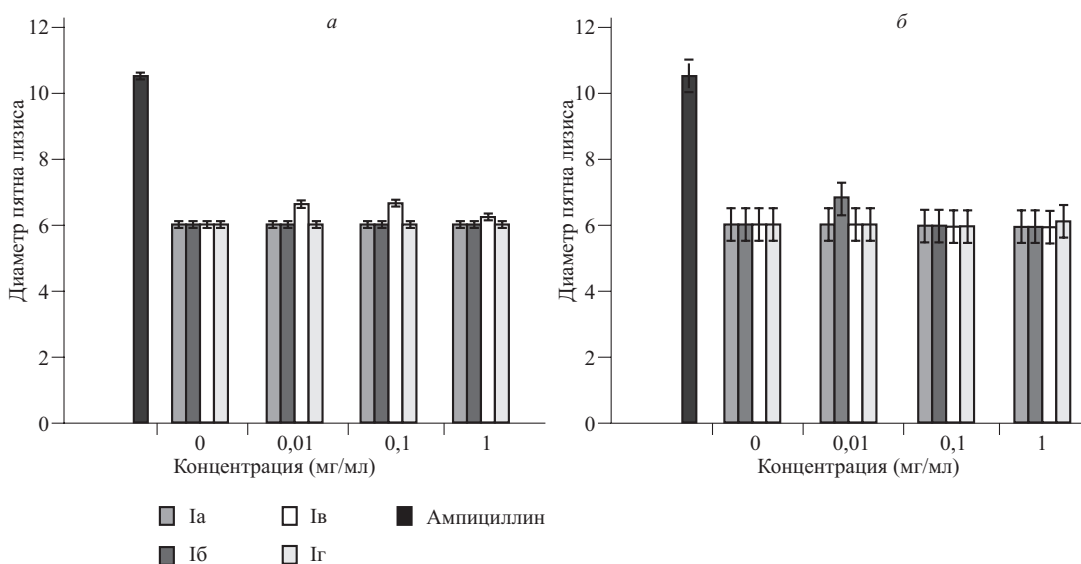 а
12
10
8
6
4
2
0
Диаметр пятна лизиса
0 0,01 0,1 1
Концентрация (мг/мл)
б
12
10
8
6
4
2
0
Диаметр пятна лизиса
0 0,01 0,1 1
Концентрация (мг/мл)
Iа Iв Ампициллин
Iб Iг